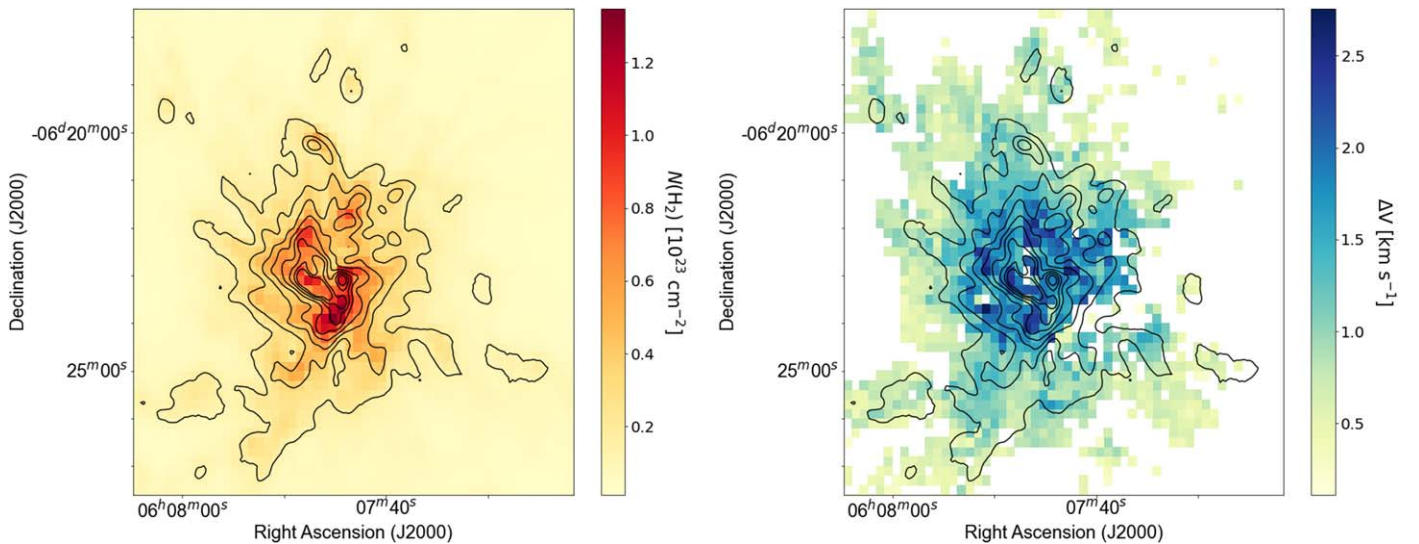 -06ᵈ20ᵐ00ˢ
25ᵐ00ˢ
Declination (J2000)
06ʰ08ᵐ00ˢ
07ᵐ40ˢ
Right Ascension (J2000)
1.2
1.0
0.8
0.6
0.4
0.2
N(H₂) [10²³ cm⁻²]
-06ᵈ20ᵐ00ˢ
25ᵐ00ˢ
Declination (J2000)
06ʰ08ᵐ00ˢ
07ᵐ40ˢ
Right Ascension (J2000)
2.5
2.0
1.5
1.0
0.5
ΔV [km s⁻¹]